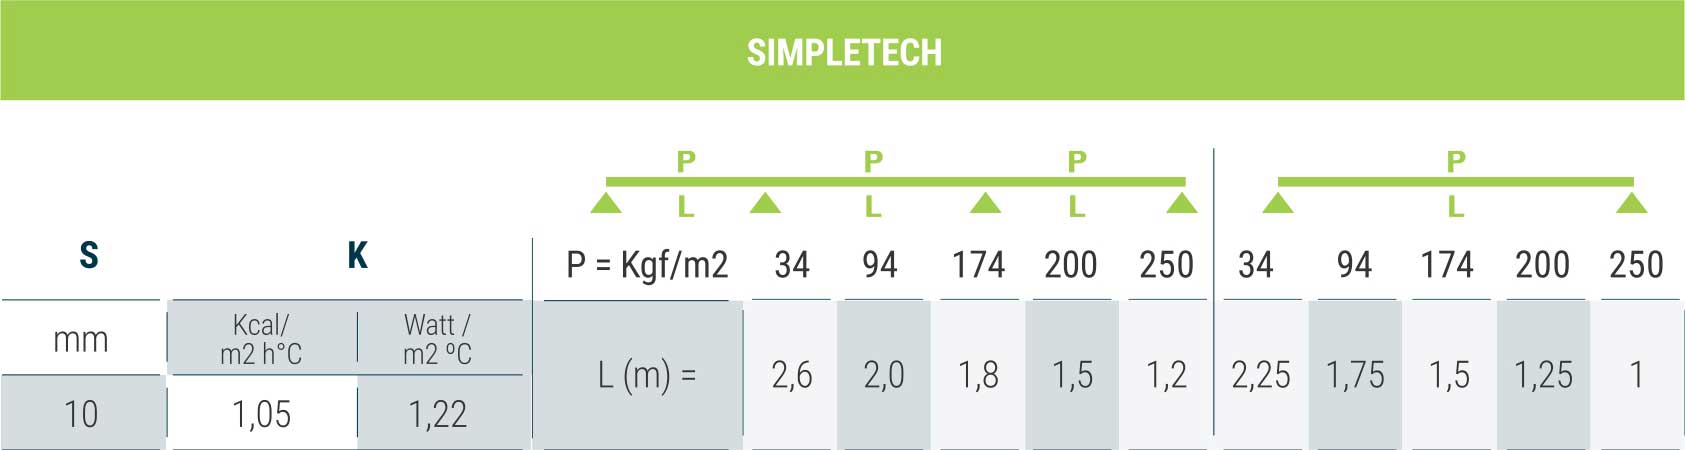 SIMPLETECH
P P P P
L L L L
S K P = Kgf/m2 34 94 174 200 250 34 94 174 200 250
mm Kcal/ m2 h°C Watt / m2 ºC
L (m) = 2,6 2,0 1,8 1,5 1,2 2,25 1,75 1,5 1,25 1
10 1,05 1,22